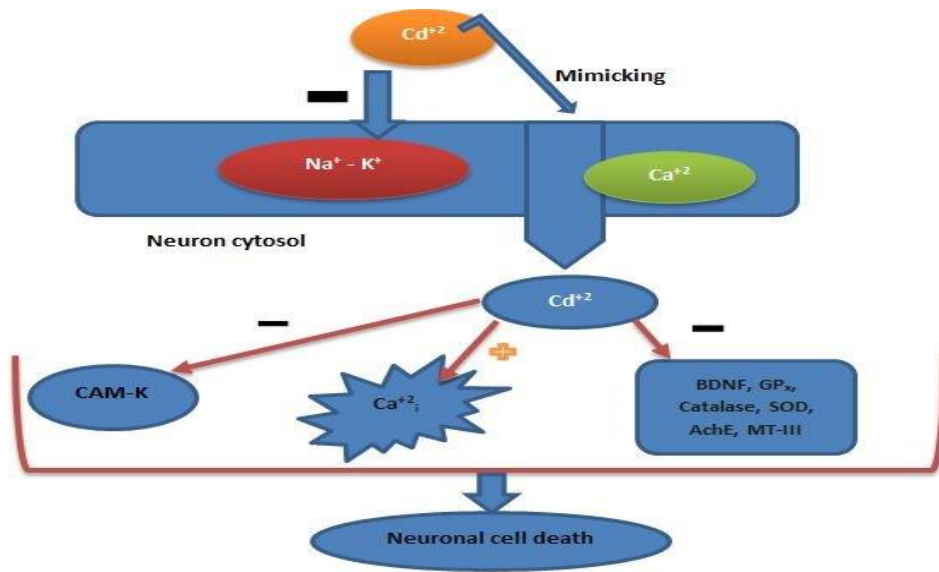 Cd⁺²
Mimicking
Na⁺ - K⁺
Ca⁺²
Neuron cytosol
Cd⁺²
CAM-K
Ca⁺²ᵢ
BDNF, GPₓ,
Catalase, SOD,
AchE, MT-III
Neuronal cell death